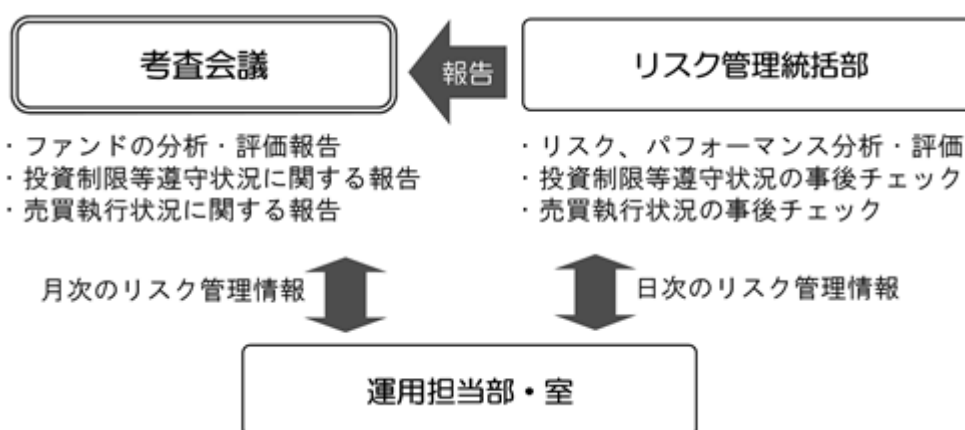 考査会議
報告
リスク管理統括部
・ファンドの分析・評価報告
・投資制限等遵守状況に関する報告
・売買執行状況に関する報告
・リスク、パフォーマンス分析・評価
・投資制限等遵守状況の事後チェック
・売買執行状況の事後チェック
月次のリスク管理情報
日次のリスク管理情報
運用担当部・室